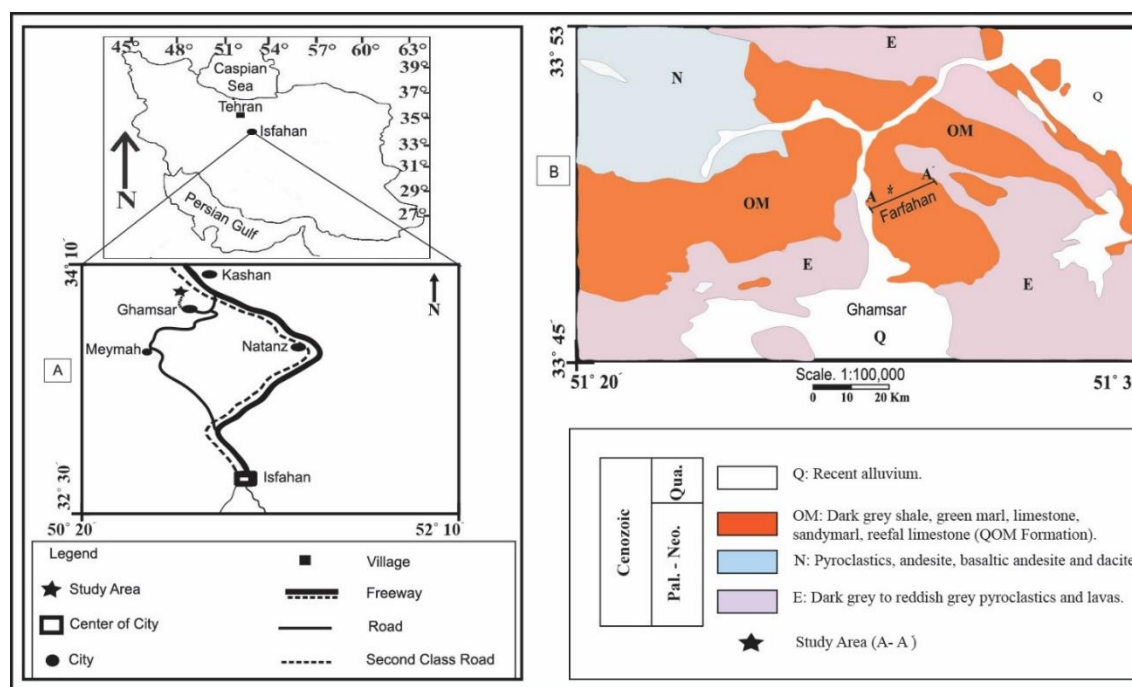 45° 48° 51° 54° 57° 60° 63°
39°
37°
35°
33°
31°
29°
27°
Caspian
Sea
Tehran
Isfahan
N
Persian Gulf
34° 10´
32° 30´
50° 20´
52° 10´
A
Kashan
N
Ghamsar
Meymah
Natanz
Isfahan
Legend
Study Area
Center of City
City
Village
Freeway
Road
Second Class Road
33° 53
33° 45´
B
E
N
Q
OM
A A´
Farfahan
OM
E
E
Ghamsar
Q
51° 20´
51° 3
Scale. 1:100,000
0 10 20 Km
Cenozoic
Qua.
Pal. - Neo.
Q: Recent alluvium.
OM: Dark grey shale, green marl, limestone,
sandymarl, reefal limestone (QOM Formation).
N: Pyroclastics, andesite, basaltic andesite and dacite
E: Dark grey to reddish grey pyroclastics and lavas.
Study Area (A- A´)